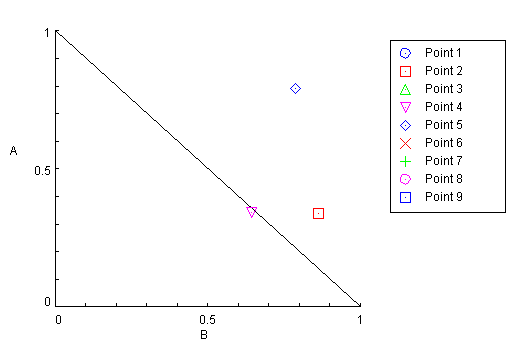 1
Point 1
Point 2
Point 3
Point 4
A
Point 5
Point 6
0.5
Point 7
Point 8
Point 9
0
0
0.5
1
B